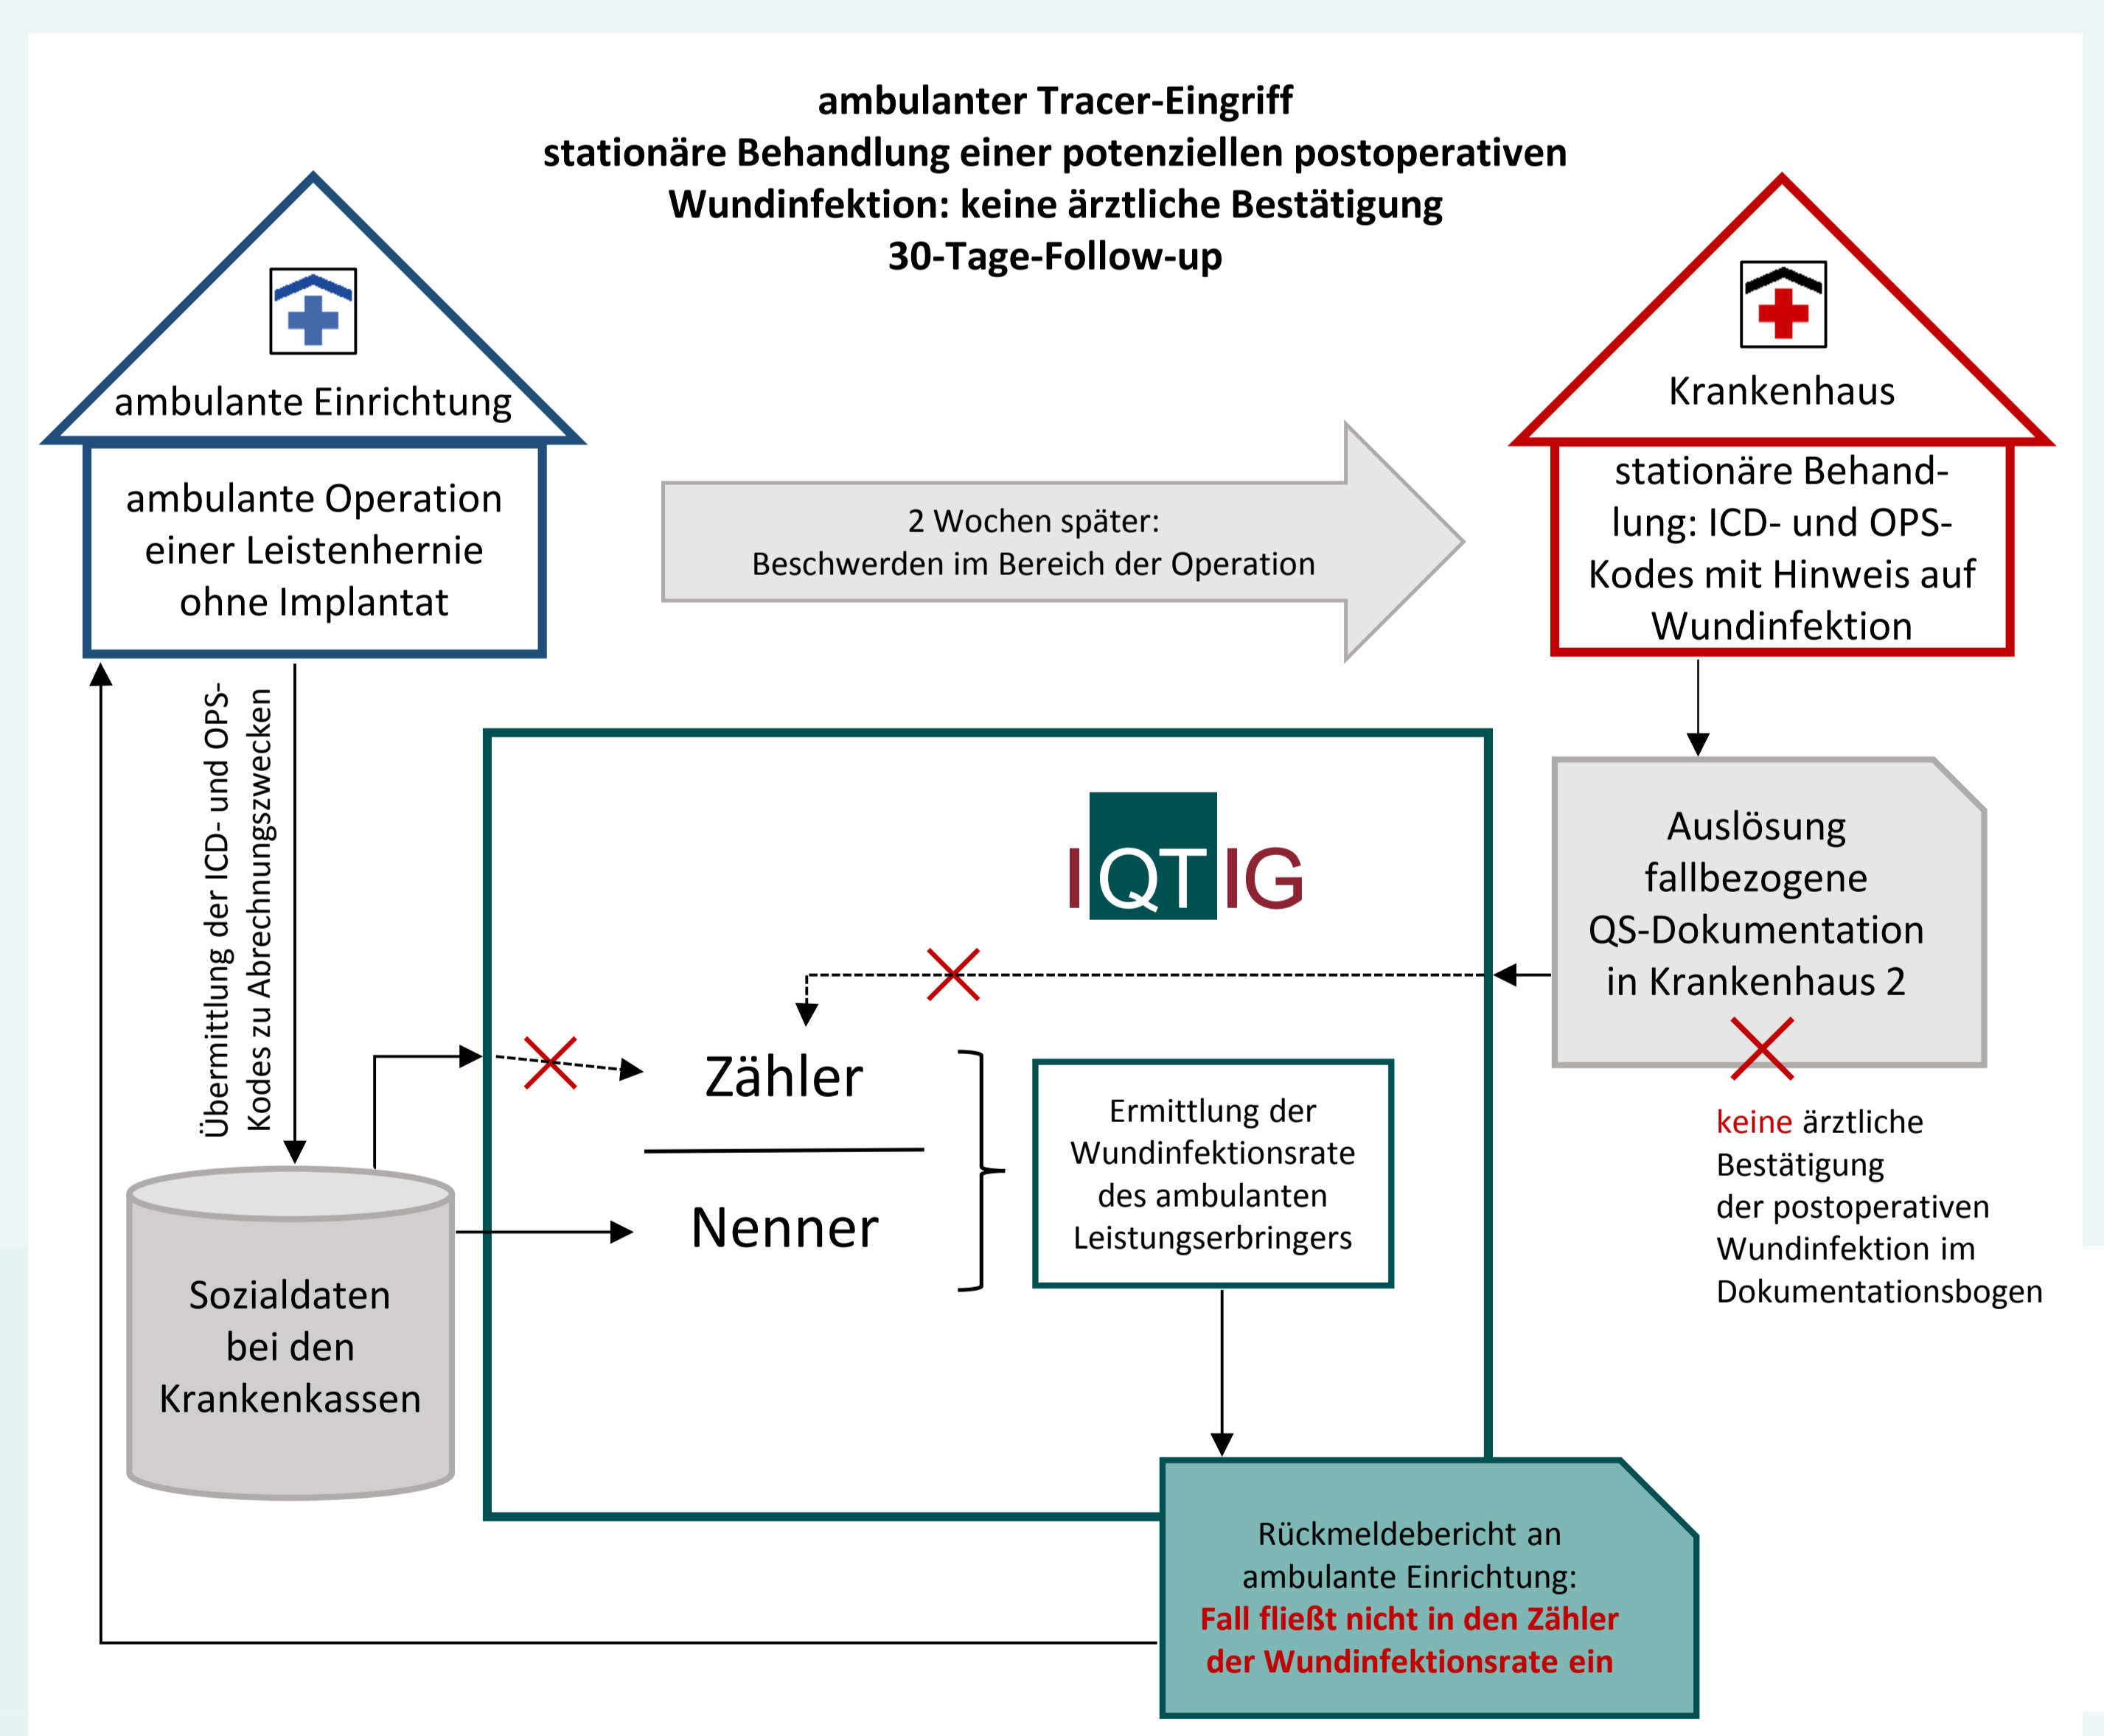 ambulanter Tracer-Eingriff
stationäre Behandlung einer potenziellen postoperativen
Wundinfektion: keine ärztliche Bestätigung
30-Tage-Follow-up
ambulante Einrichtung
ambulante Operation
einer Leistenhernie
ohne Implantat
2 Wochen später:
Beschwerden im Bereich der Operation
Krankenhaus
stationäre Behand-
lung: ICD- und OPS-
Kodes mit Hinweis auf
Wundinfektion
Übermittlung der ICD- und OPS-
Kodes zu Abrechnungszwecken
IQTIG
Auslösung
fallbezogene
QS-Dokumentation
in Krankenhaus 2
keine ärztliche
Bestätigung
der postoperativen
Wundinfektion im
Dokumentationsbogen
Zähler
Nenner
Ermittlung der
Wundinfektionsrate
des ambulanten
Leistungserbringers
Sozialdaten
bei den
Krankenkassen
Rückmeldebericht an
ambulante Einrichtung:
Fall fließt nicht in den Zähler
der Wundinfektionsrate ein